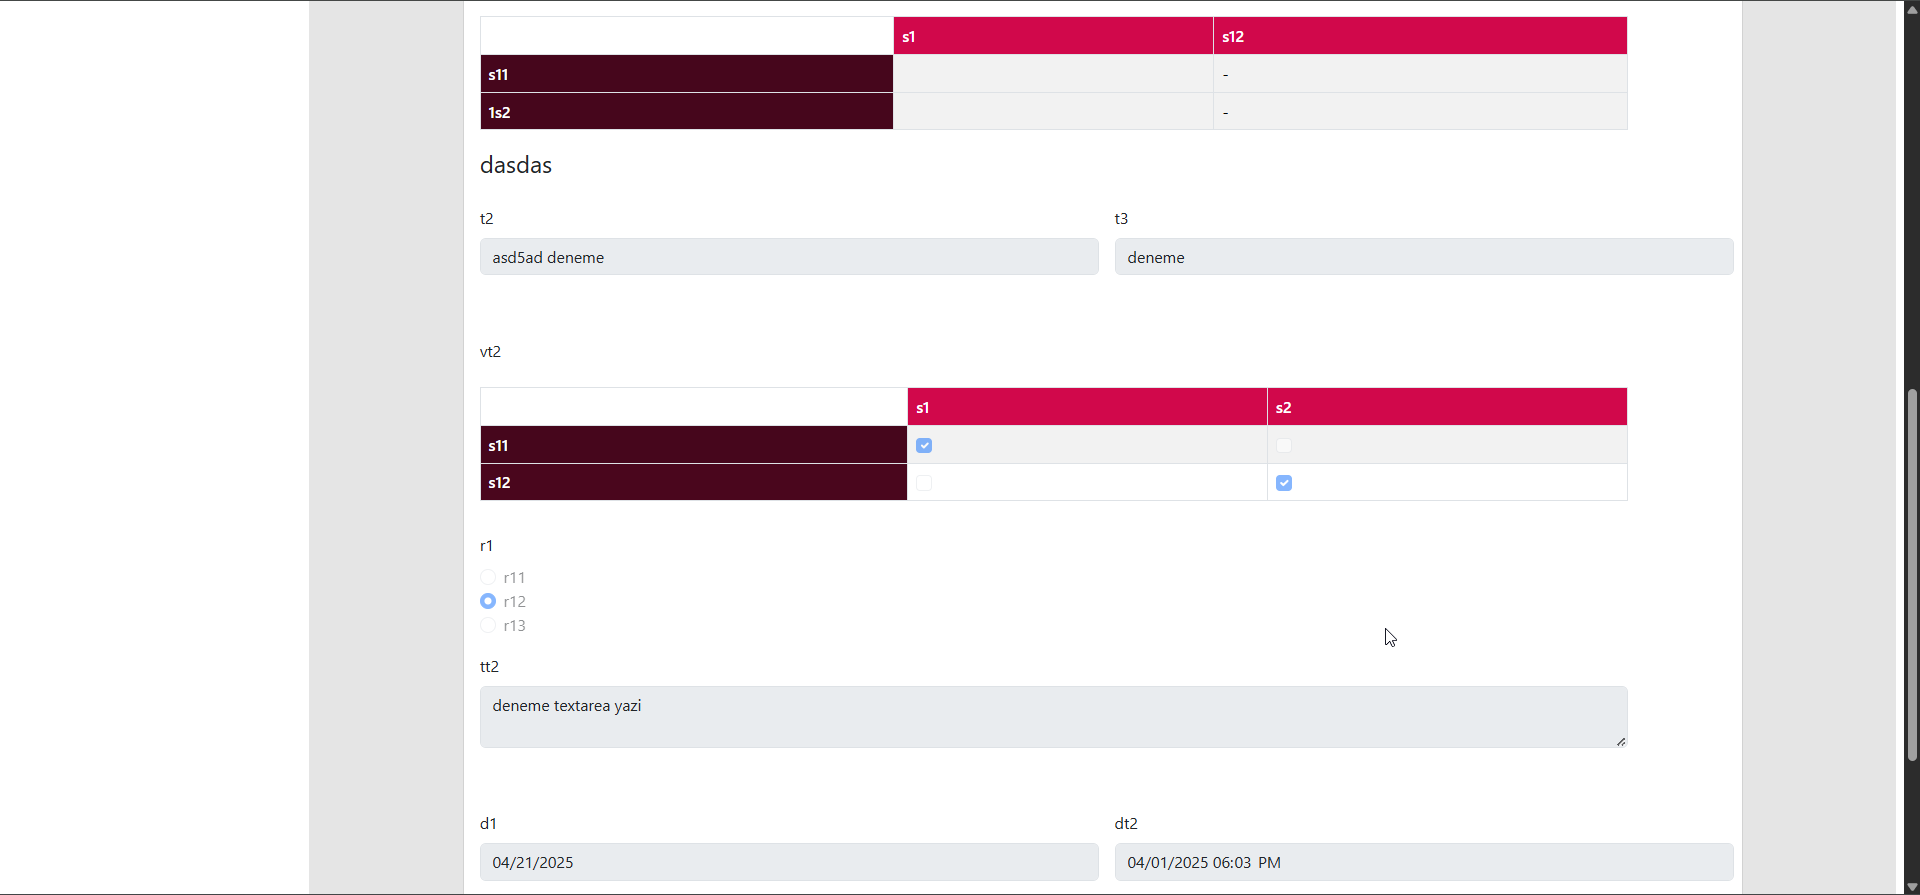 s1 s12
s11 -
1s2 -
dasdas
t2 t3
asd5ad deneme deneme
vt2
s1 s2
s11
s12
r1
r11
r12
r13
tt2
deneme textarea yazi
d1 dt2
04/21/2025 04/01/2025 06:03 PM